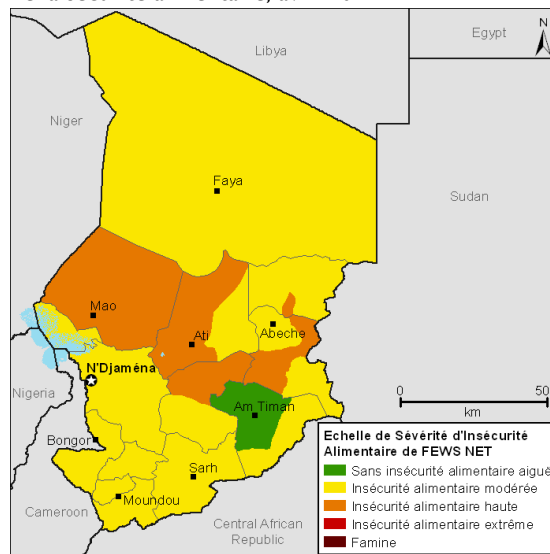 Egypt
N
Libya
Niger
Faya
Sudan
Mao
Ati
Abeche
N'Djaména
Nigeria
Am Timan
0 50
km
Bongor
Sarh
Moundou
Cameroon
Central African
Republic
Echelle de Sévérité d'Insécurité
Alimentaire de FEWS NET
Sans insécurité alimentaire aiguë
Insécurité alimentaire modérée
Insécurité alimentaire haute
Insécurité alimentaire extrême
Famine